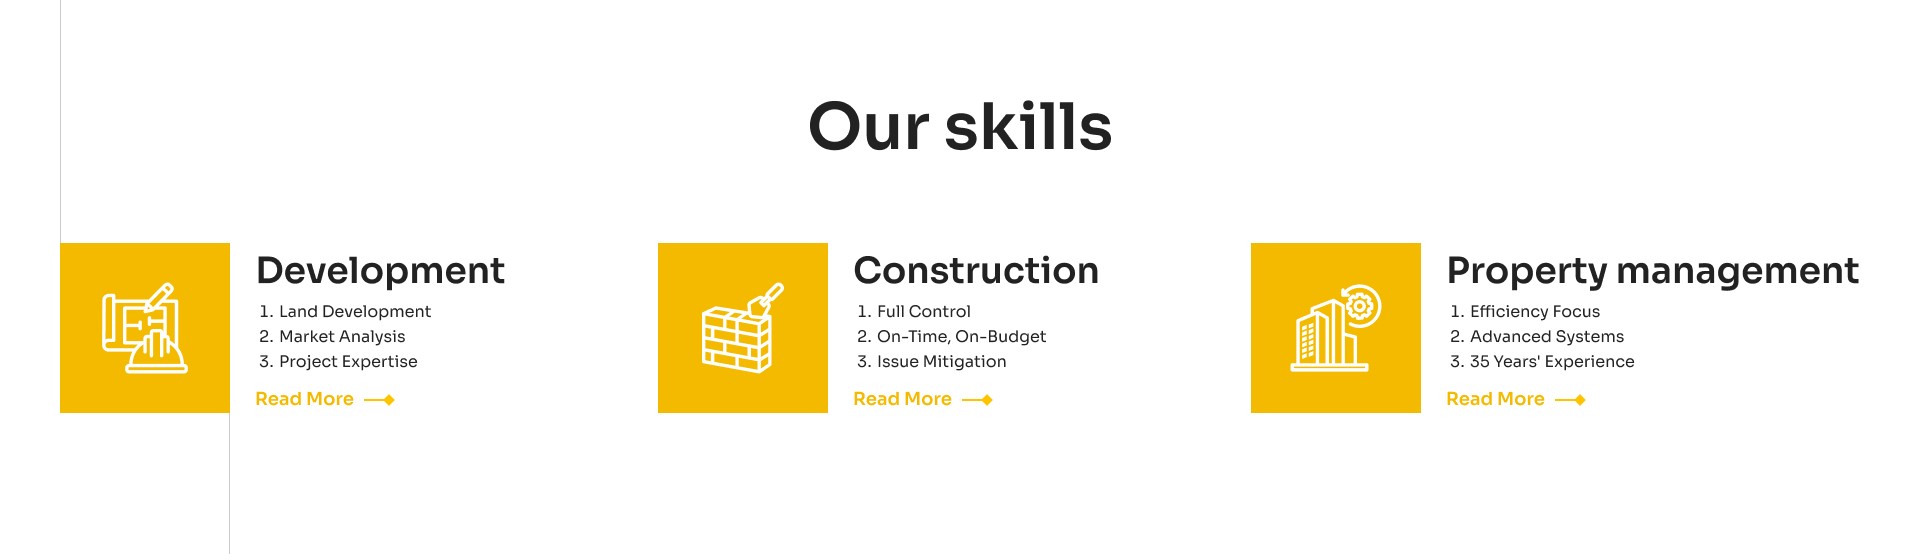 Our skills
Development
1. Land Development
2. Market Analysis
3. Project Expertise
Read More
Construction
1. Full Control
2. On-Time, On-Budget
3. Issue Mitigation
Read More
Property management
1. Efficiency Focus
2. Advanced Systems
3. 35 Years' Experience
Read More